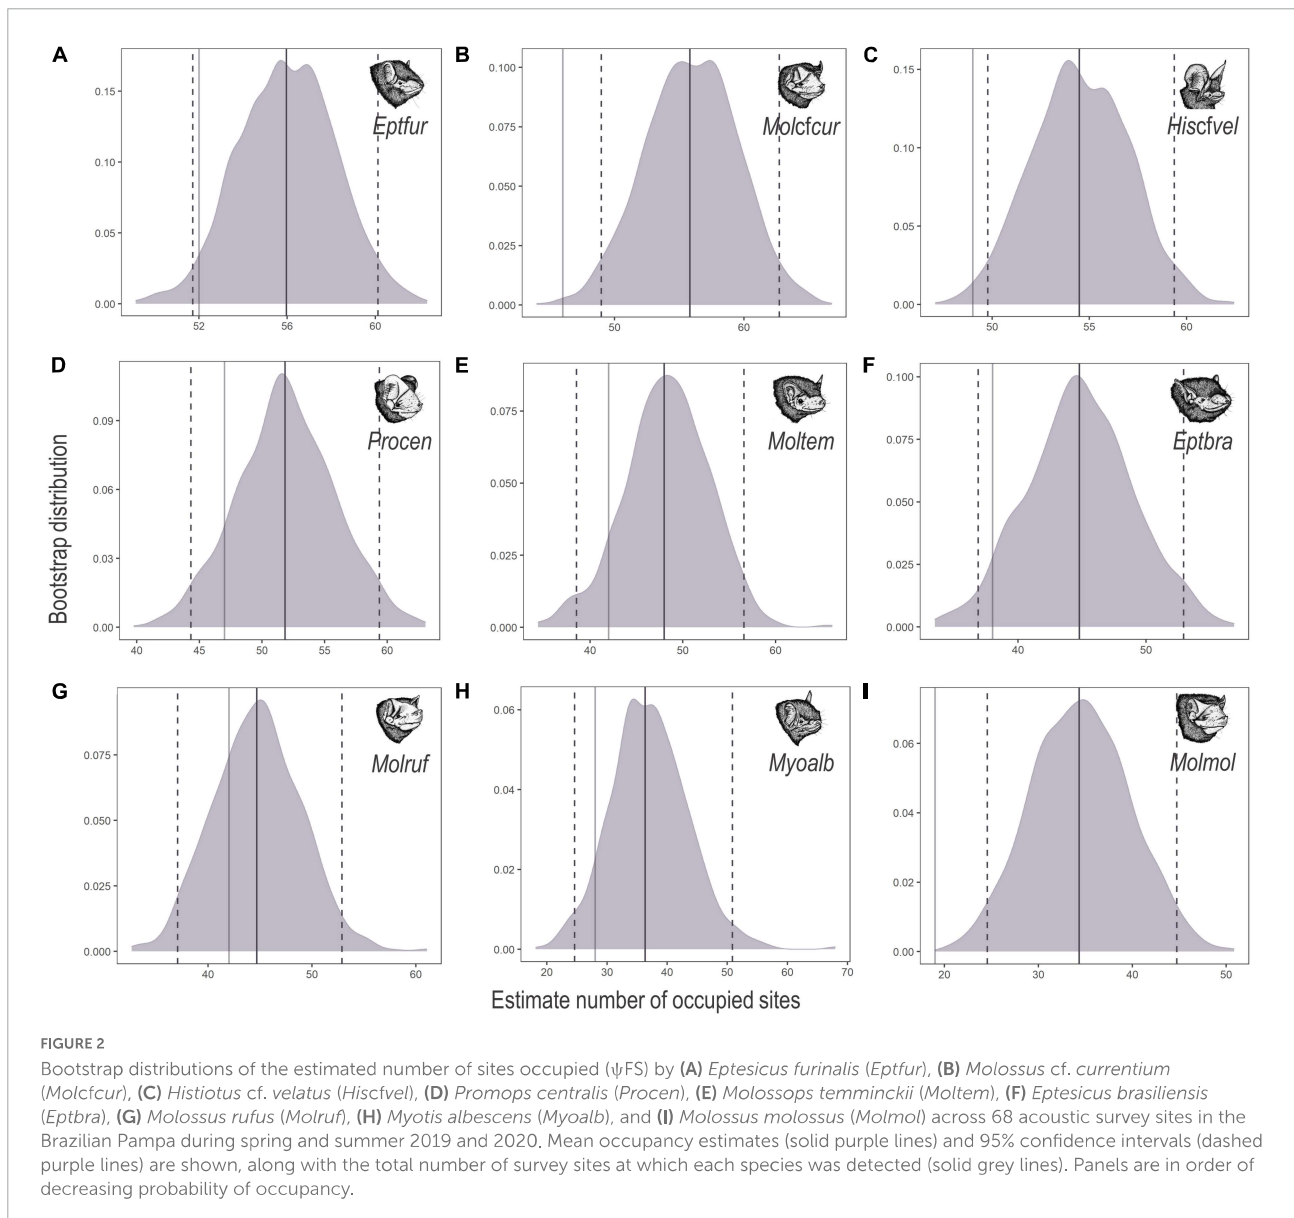 A
B
C
0.15
0.10
0.05
0.00
52
56
60
Eptfur
0.100
0.075
0.050
0.025
0.000
50
60
Molcfcur
0.15
0.10
0.05
0.00
50
55
60
Hiscfvel
D
E
F
Bootstrap distribution
0.09
0.06
0.03
0.00
40
45
50
55
60
Procen
0.075
0.050
0.025
0.000
40
50
60
Moltem
0.100
0.075
0.050
0.025
0.000
40
50
Eptbra
G
H
I
0.075
0.050
0.025
0.000
40
50
60
Molruf
0.06
0.04
0.02
0.00
20
30
40
50
60
70
Myoalb
0.06
0.04
0.02
0.00
20
30
40
50
Molmol
Estimate number of occupied sites
FIGURE 2
Bootstrap distributions of the estimated number of sites occupied (ψFS) by (A) Eptesicus furinalis (Eptfur), (B) Molossus cf. currentium
(Molcfcur), (C) Histiotus cf. velatus (Hiscfvel), (D) Promops centralis (Procen), (E) Molossops temminckii (Moltem), (F) Eptesicus brasiliensis
(Eptbra), (G) Molossus rufus (Molruf), (H) Myotis albescens (Myoalb), and (I) Molossus molossus (Molmol) across 68 acoustic survey sites in the
Brazilian Pampa during spring and summer 2019 and 2020. Mean occupancy estimates (solid purple lines) and 95% confidence intervals (dashed
purple lines) are shown, along with the total number of survey sites at which each species was detected (solid grey lines). Panels are in order of
decreasing probability of occupancy.